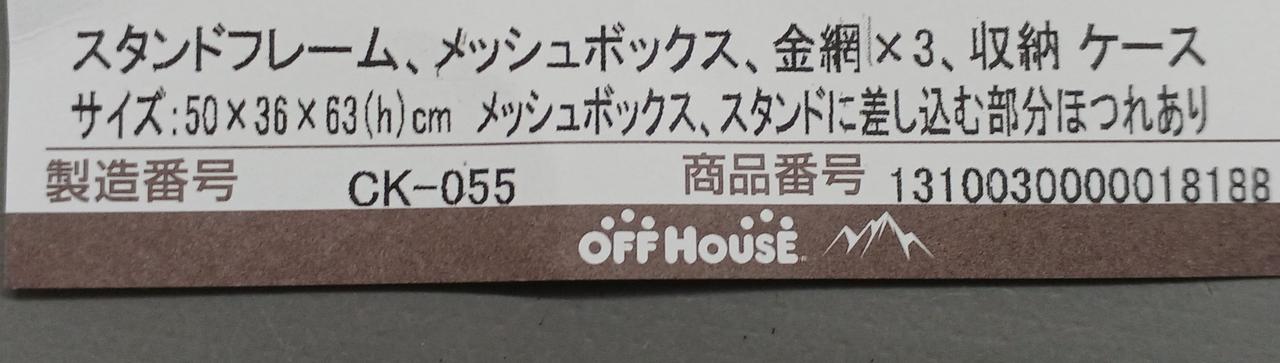 スタンドフレーム、メッシュボックス、金網×3、収納 ケース
サイズ:50×36×63(h)cm メッシュボックス、スタンドに差し込む部分ほつれあり
製造番号 CK-055 商品番号 1310030000018188
OFF HOUSE